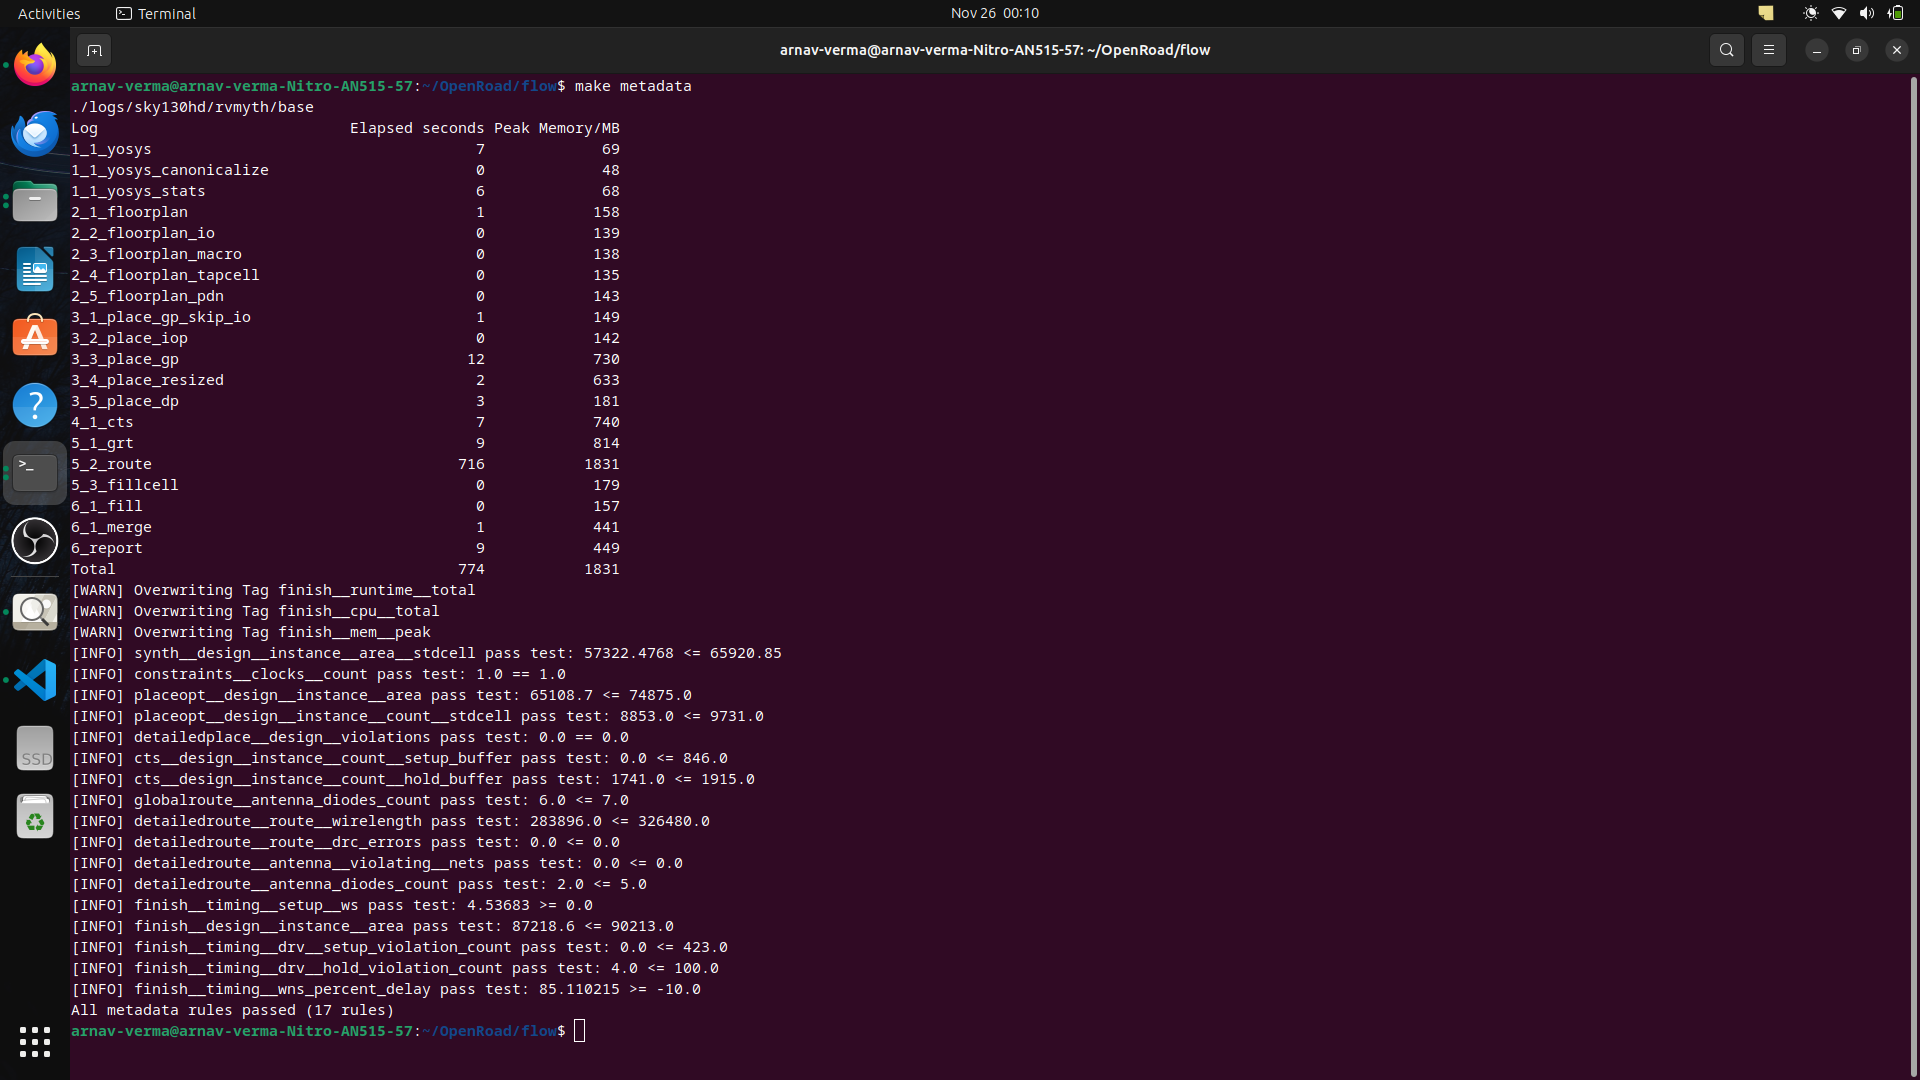 Activities
Terminal
Nov 26 00:10
arnav-verma@arnav-verma-Nitro-AN515-57: ~/OpenRoad/flow
arnav-verma@arnav-verma-Nitro-AN515-57:~/OpenRoad/flow$ make metadata
./logs/sky130hd/rvmyth/base
Log Elapsed seconds Peak Memory/MB
1_1_yosys 7 69
1_1_yosys_canonicalize 0 48
1_1_yosys_stats 6 68
2_1_floorplan 1 158
2_2_floorplan_io 0 139
2_3_floorplan_macro 0 138
2_4_floorplan_tapcell 0 135
2_5_floorplan_pdn 0 143
3_1_place_gp_skip_io 1 149
3_2_place_iop 0 142
3_3_place_gp 12 730
3_4_place_resized 2 633
3_5_place_dp 3 181
4_1_cts 7 740
5_1_grt 9 814
5_2_route 716 1831
5_3_fillcell 0 179
6_1_fill 0 157
6_1_merge 1 441
6_report 9 449
Total 774 1831
[WARN] Overwriting Tag finish__runtime__total
[WARN] Overwriting Tag finish__cpu__total
[WARN] Overwriting Tag finish__mem__peak
[INFO] synth__design__instance__area__stdcell pass test: 57322.4768 <= 65920.85
[INFO] constraints__clocks__count pass test: 1.0 == 1.0
[INFO] placeopt__design__instance__area pass test: 65108.7 <= 74875.0
[INFO] placeopt__design__instance__count__stdcell pass test: 8853.0 <= 9731.0
[INFO] detailedplace__design__violations pass test: 0.0 == 0.0
[INFO] cts__design__instance__count__setup_buffer pass test: 0.0 <= 846.0
[INFO] cts__design__instance__count__hold_buffer pass test: 1741.0 <= 1915.0
[INFO] globalroute__antenna_diodes_count pass test: 6.0 <= 7.0
[INFO] detailedroute__route__wirelength pass test: 283896.0 <= 326480.0
[INFO] detailedroute__route__drc_errors pass test: 0.0 <= 0.0
[INFO] detailedroute__antenna__violating__nets pass test: 0.0 <= 0.0
[INFO] detailedroute__antenna_diodes_count pass test: 2.0 <= 5.0
[INFO] finish__timing__setup__ws pass test: 4.53683 >= 0.0
[INFO] finish__design__instance__area pass test: 87218.6 <= 90213.0
[INFO] finish__timing__drv__setup_violation_count pass test: 0.0 <= 423.0
[INFO] finish__timing__drv__hold_violation_count pass test: 4.0 <= 100.0
[INFO] finish__timing__wns_percent_delay pass test: 85.110215 >= -10.0
All metadata rules passed (17 rules)
arnav-verma@arnav-verma-Nitro-AN515-57:~/OpenRoad/flow$
SSD